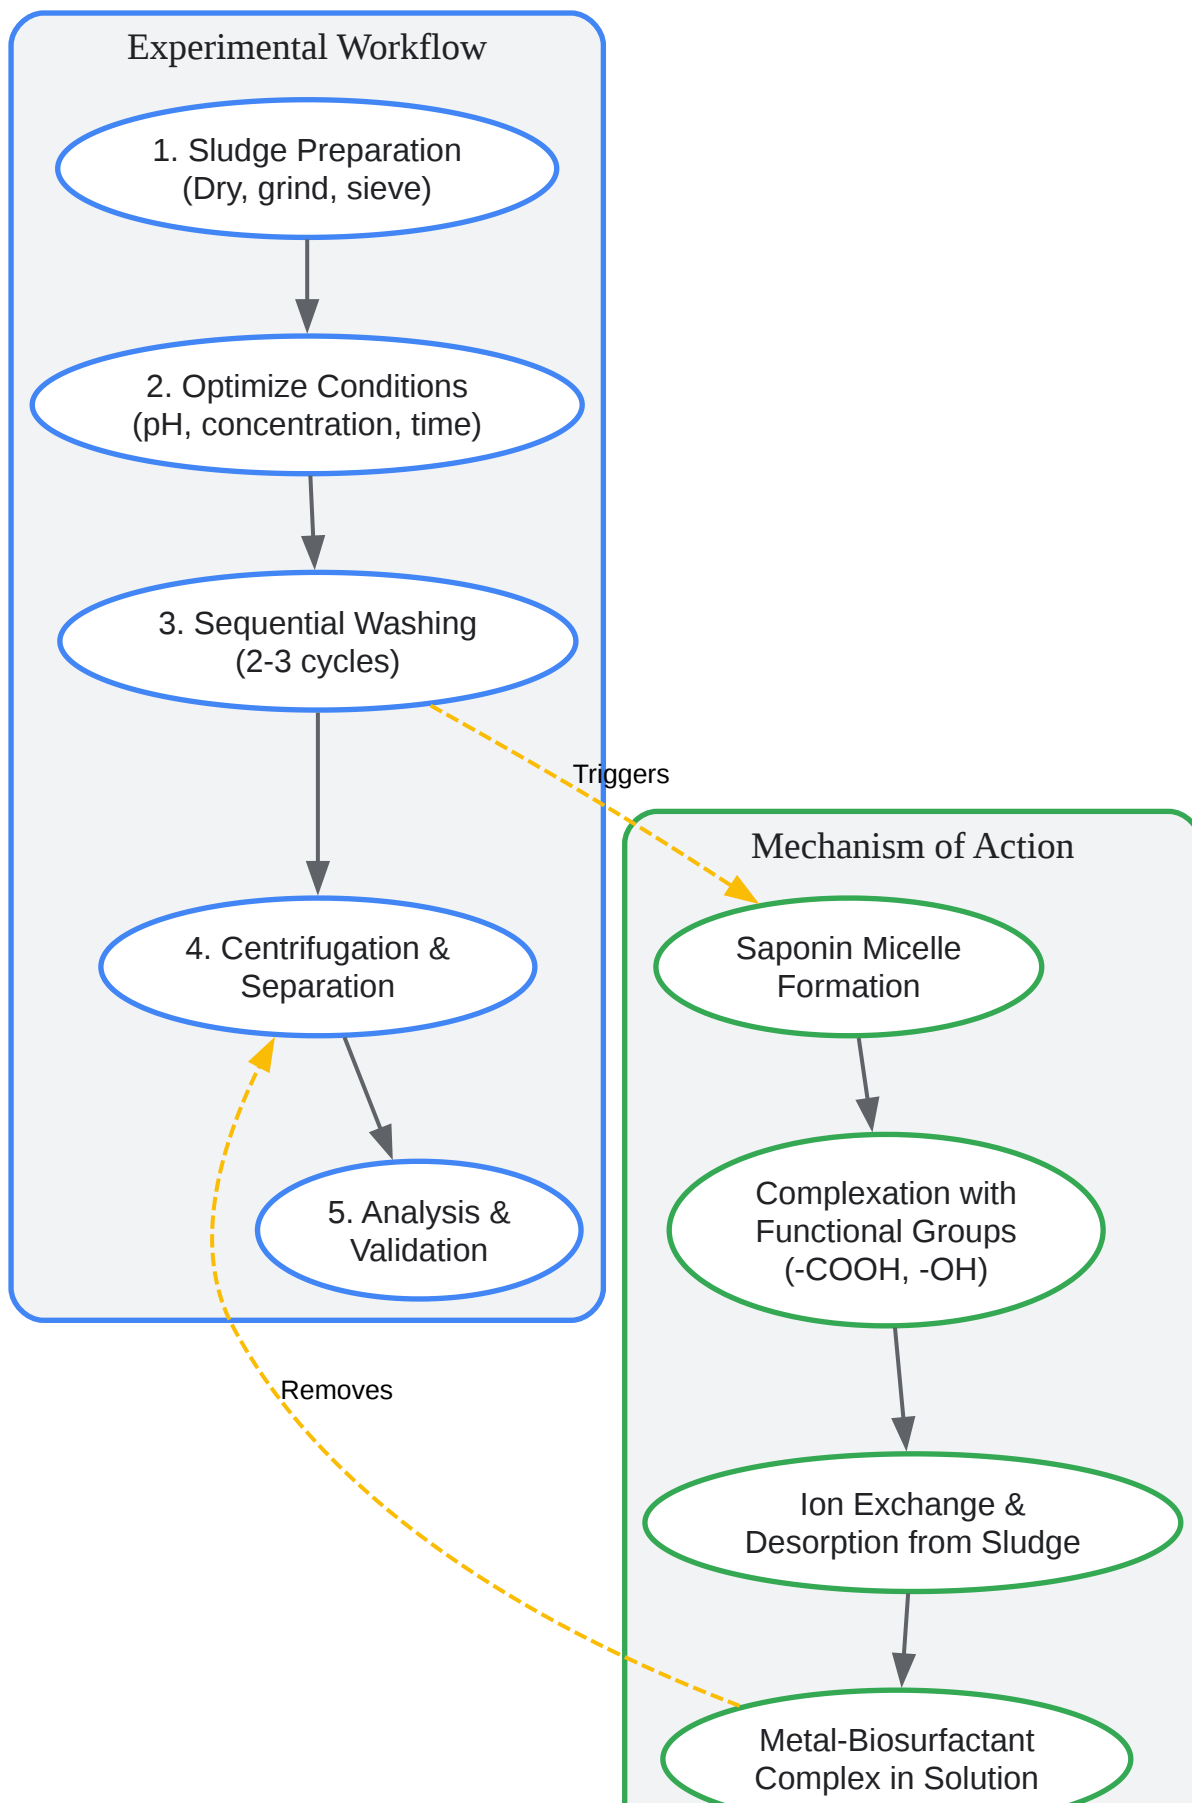 Experimental Workflow
1. Sludge Preparation
(Dry, grind, sieve)
2. Optimize Conditions
(pH, concentration, time)
3. Sequential Washing
(2-3 cycles)
Triggers
4. Centrifugation &
Separation
5. Analysis &
Validation
Removes
Mechanism of Action
Saponin Micelle
Formation
Complexation with
Functional Groups
(-COOH, -OH)
Ion Exchange &
Desorption from Sludge
Metal-Biosurfactant
Complex in Solution